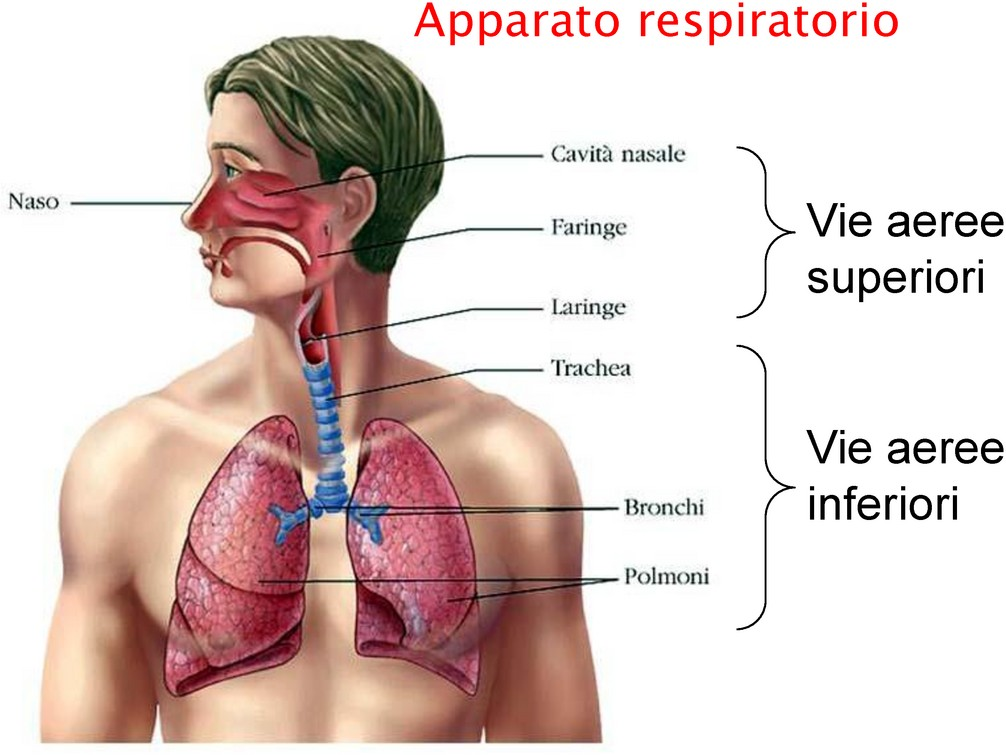 Apparato respiratorio
Cavità nasale
Naso
Faringe
Vie aeree
superiori
Laringe
Trachea
Vie aeree
inferiori
Bronchi
Polmoni